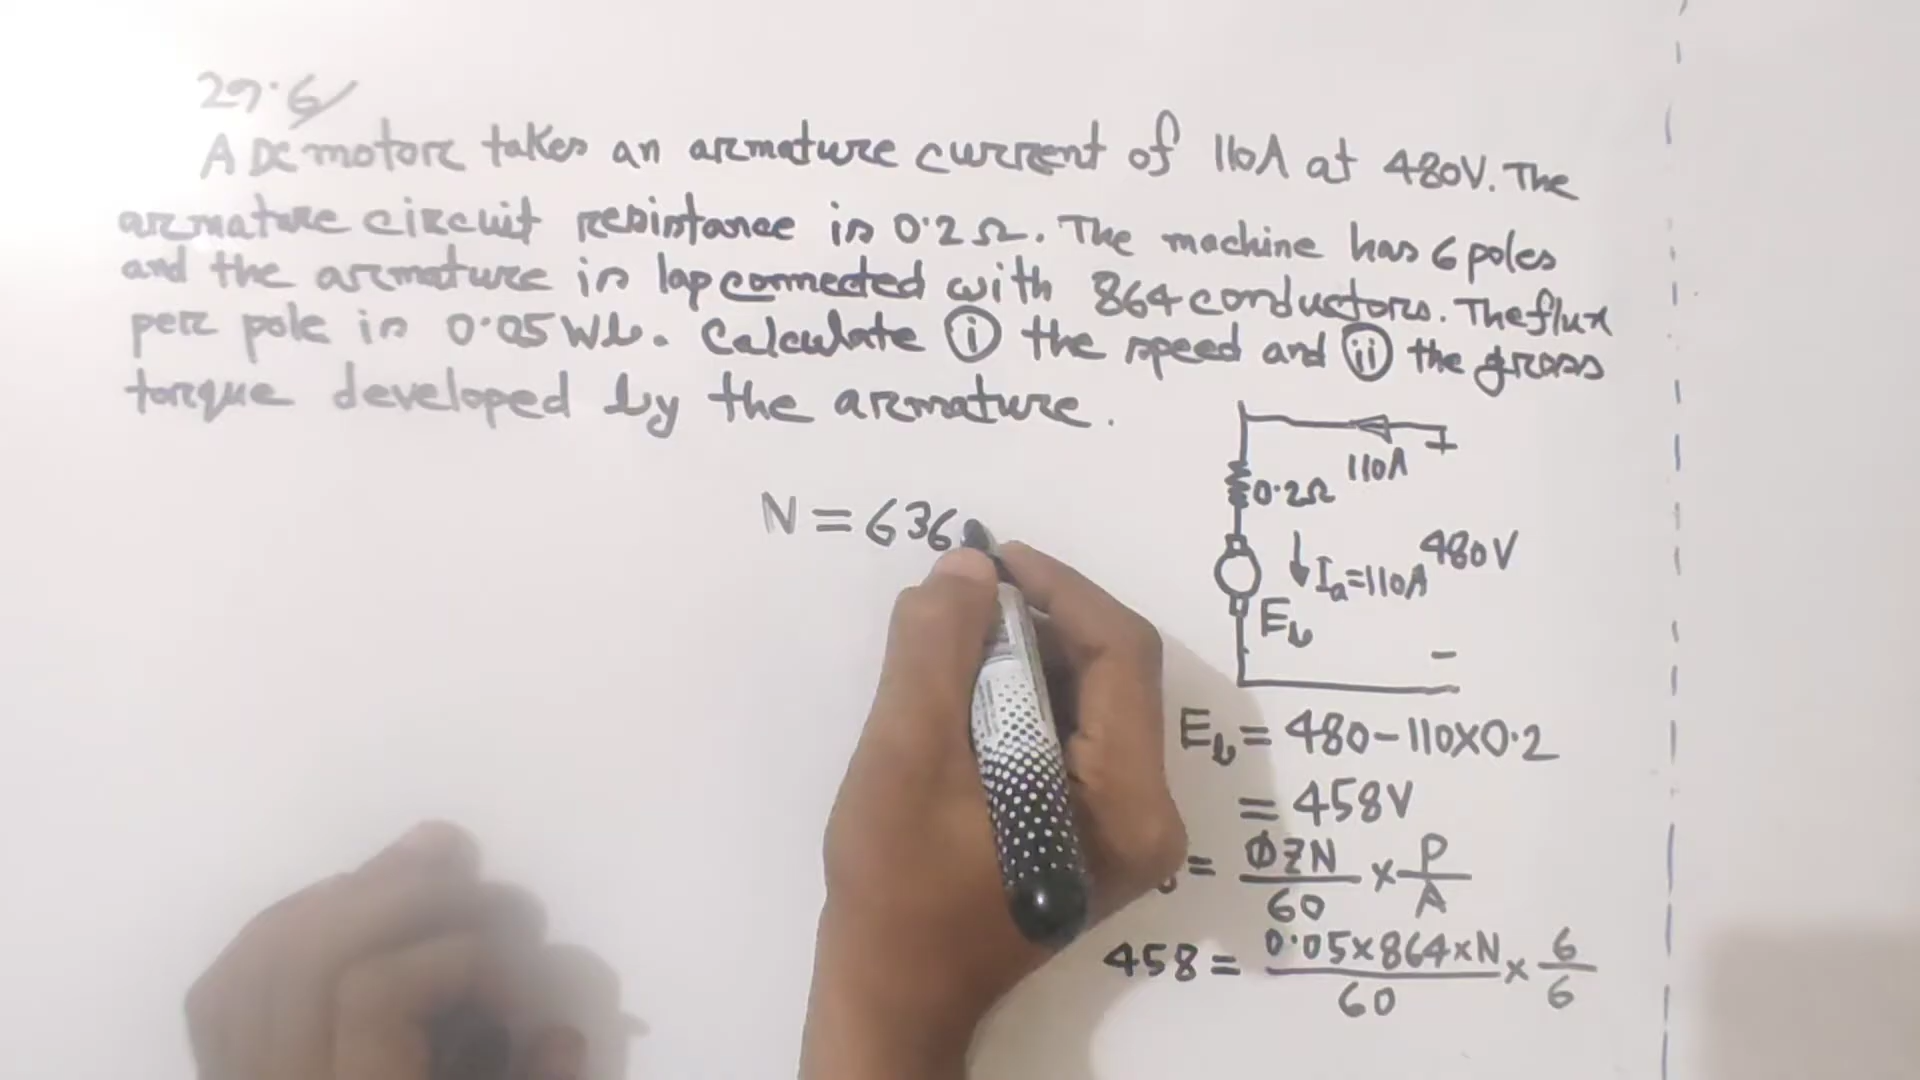 29.6
A DC motor takes an armature current of 110A at 480V. The
armature circuit resistance is 0.2Ω. The machine has 6 poles
and the armature is lap connected with 864 conductors. The flux
per pole is 0.05 Wb. Calculate (i) the speed and (ii) the gross
torque developed by the armature.
N = 636
110A
+
0.2Ω
480V
Ia=110A
Eb
-
Eb = 480-110×0.2
= 458V
= ΦZN/60 × P/A
458 = 0.05×864×N/60 × 6/6